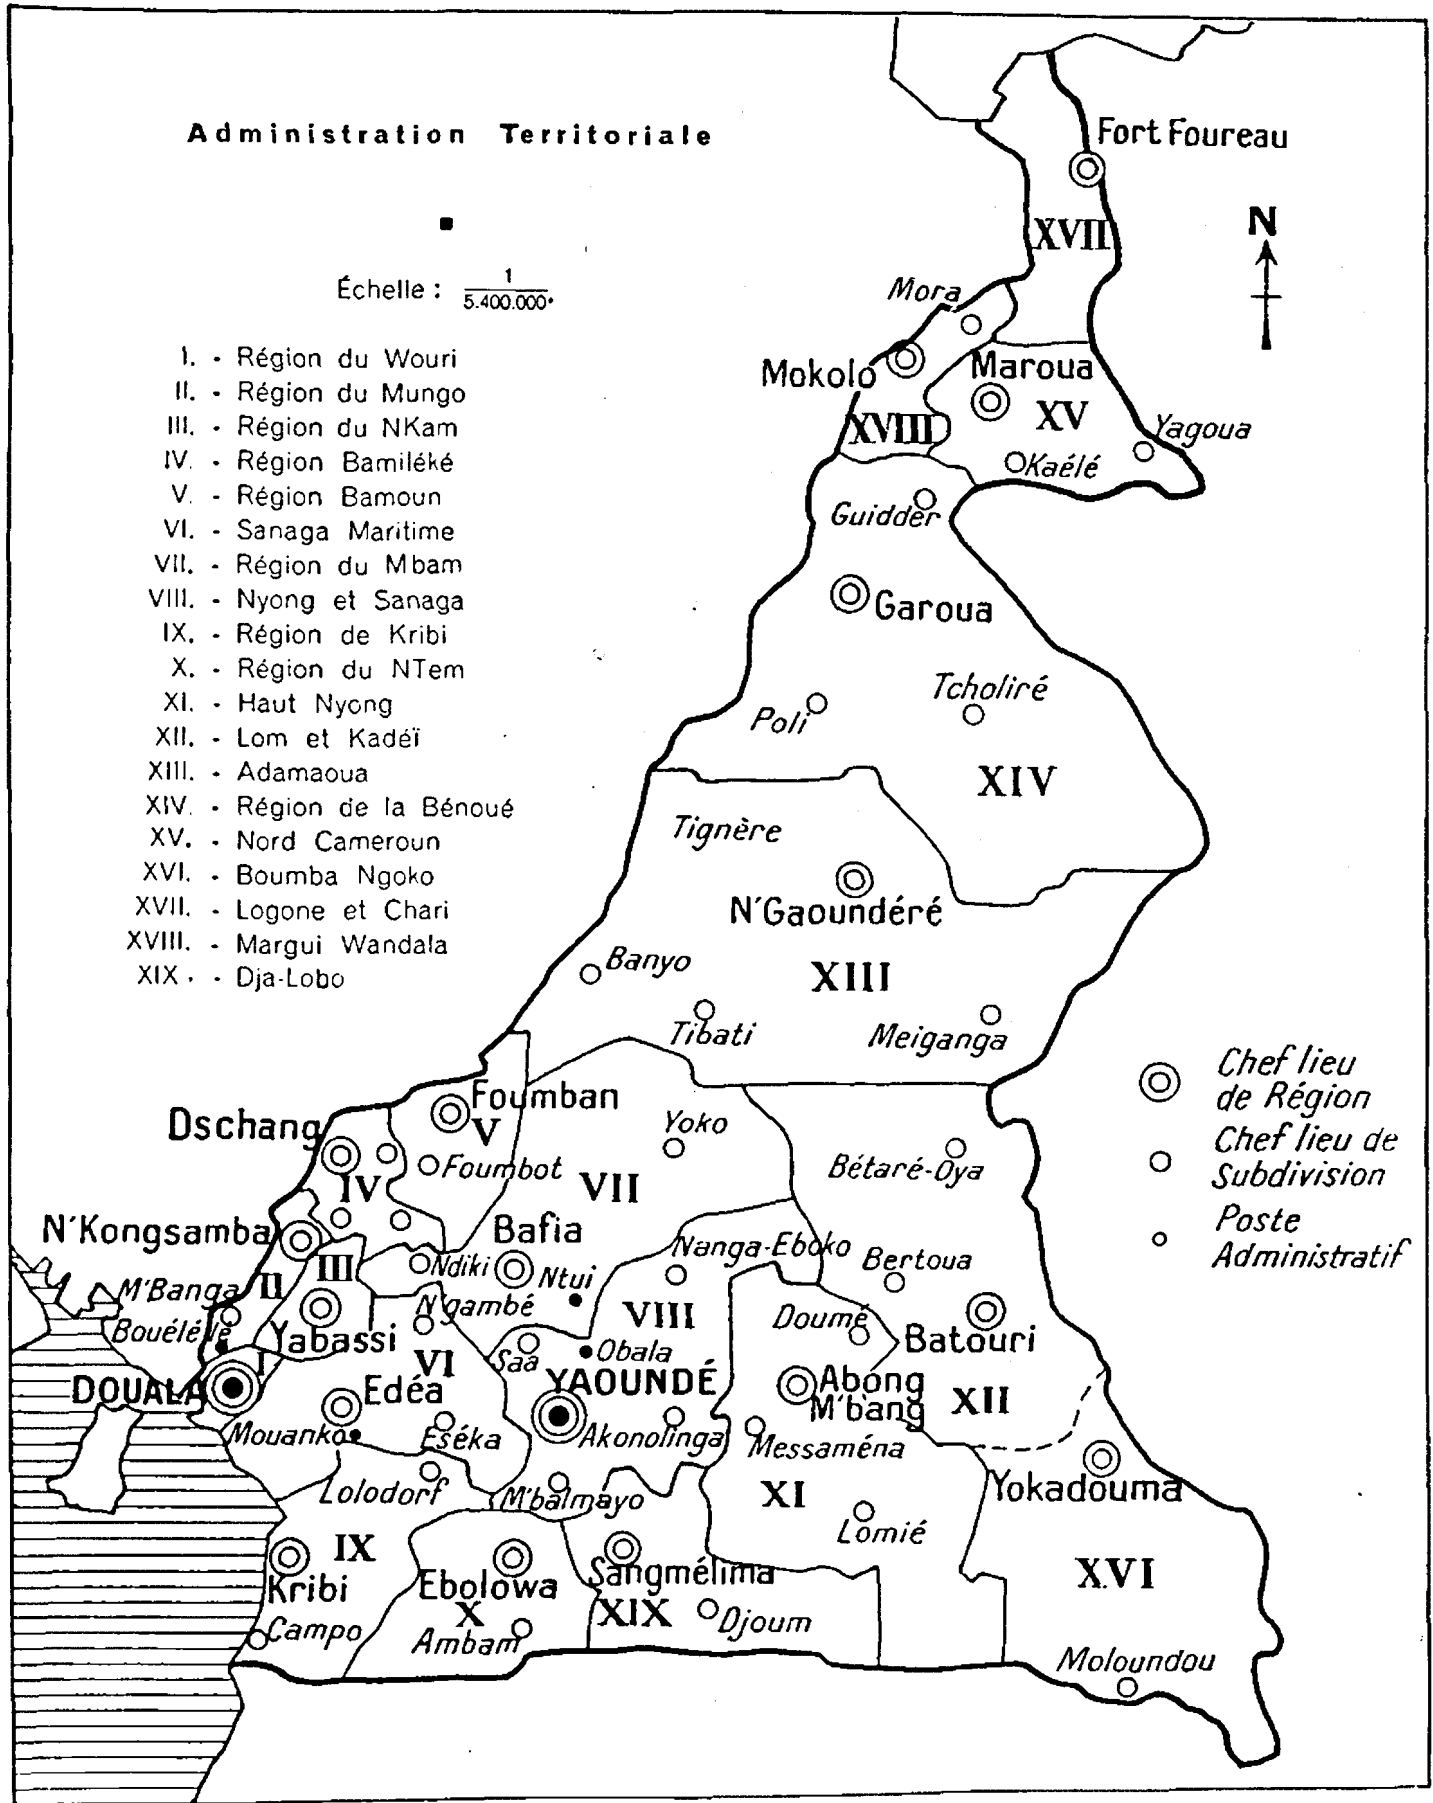 Administration Territoriale
Échelle : 1/5.400.000
I. - Région du Wouri
II. - Région du Mungo
III. - Région du NKam
IV. - Région Bamiléké
V. - Région Bamoun
VI. - Sanaga Maritime
VII. - Région du Mbam
VIII. - Nyong et Sanaga
IX. - Région de Kribi
X. - Région du NTem
XI. - Haut Nyong
XII. - Lom et Kadéï
XIII. - Adamaoua
XIV. - Région de la Bénoué
XV. - Nord Cameroun
XVI. - Boumba Ngoko
XVII. - Logone et Chari
XVIII. - Margui Wandala
XIX. - Dja-Lobo
Fort Foureau
N
XVII
Mora
Mokolo
Maroua
XV
XVIII
Yagoua
Kaélé
Guidder
Garoua
Tcholiré
Poli
XIV
Tignère
N'Gaoundéré
Banyo
XIII
Tibati
Meiganga
Chef lieu
de Région
Chef lieu de
Subdivision
Poste
Administratif
Foumban
V
Dschang
Foumbot
Yoko
Bétaré-Oya
IV
VII
N'Kongsamba
Bafia
Nanga-Eboko
Bertoua
III
II
Ndiki
Ntui
M'Banga
N'gambé
VIII
Doumé
Bouélélé
Yabassi
Batouri
I
VI
Saa
Obala
DOUALA
Edéa
YAOUNDÉ
Abong
M'bang
XII
Mouanko
Eséka
Akonolinga
Messaména
Lolodorf
M'balmayo
XI
Yokadouma
Lomié
IX
Kribi
Ebolowa
Sangmélima
XVI
X
XIX
Djoum
Campo
Ambam
Moloundou